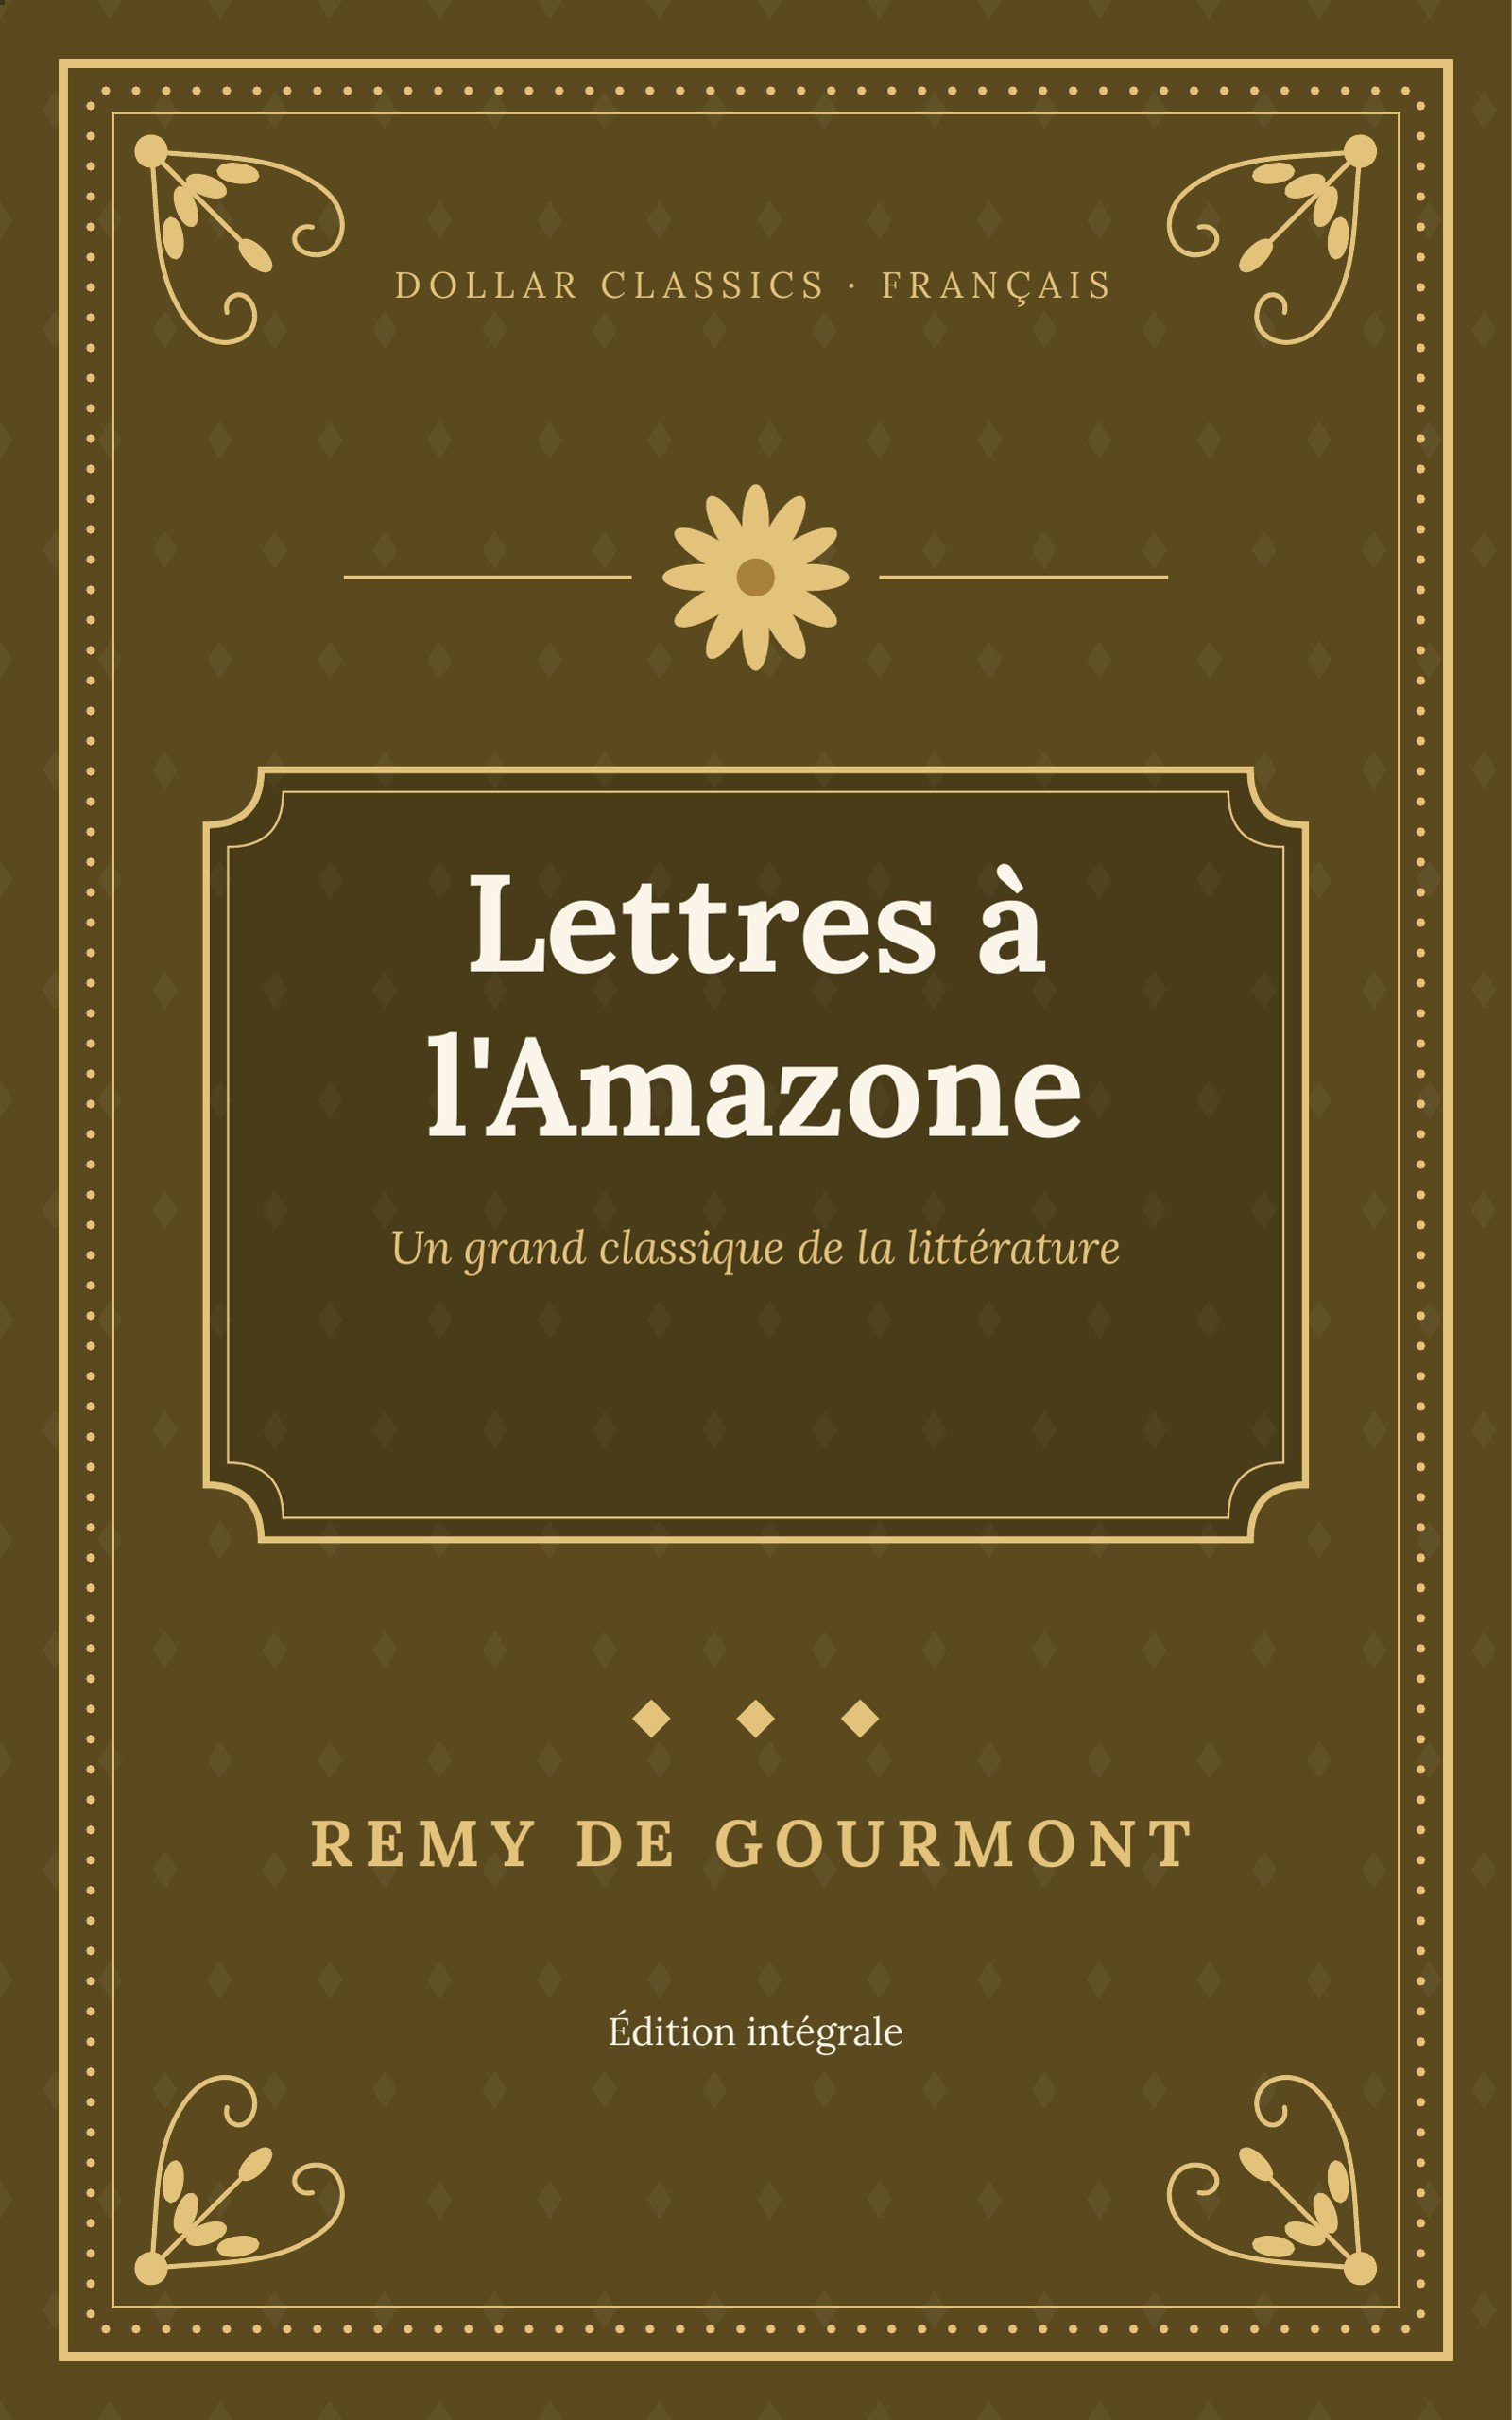 DOLLAR CLASSICS · FRANÇAIS
Lettres à
l'Amazone
Un grand classique de la littérature
REMY DE GOURMONT
Édition intégrale